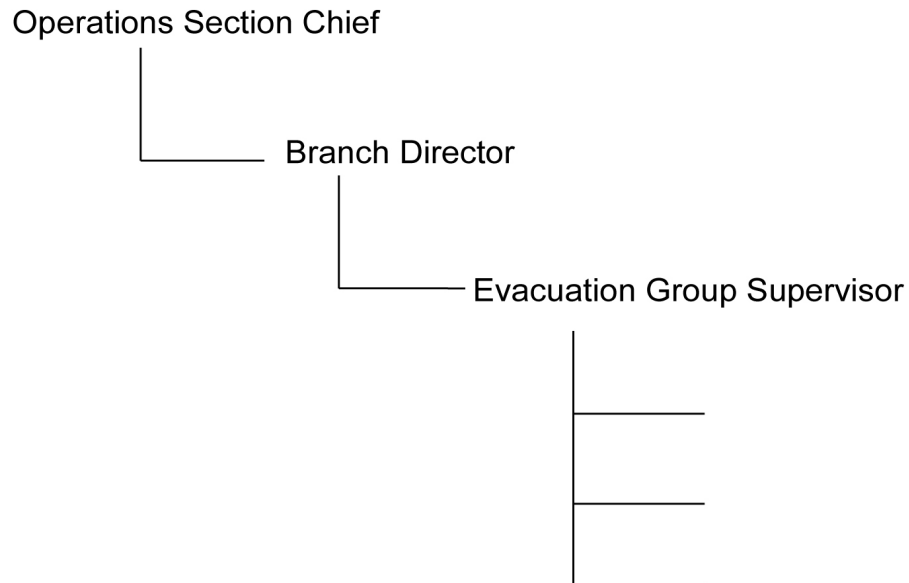 Operations Section Chief
Branch Director
Evacuation Group Supervisor